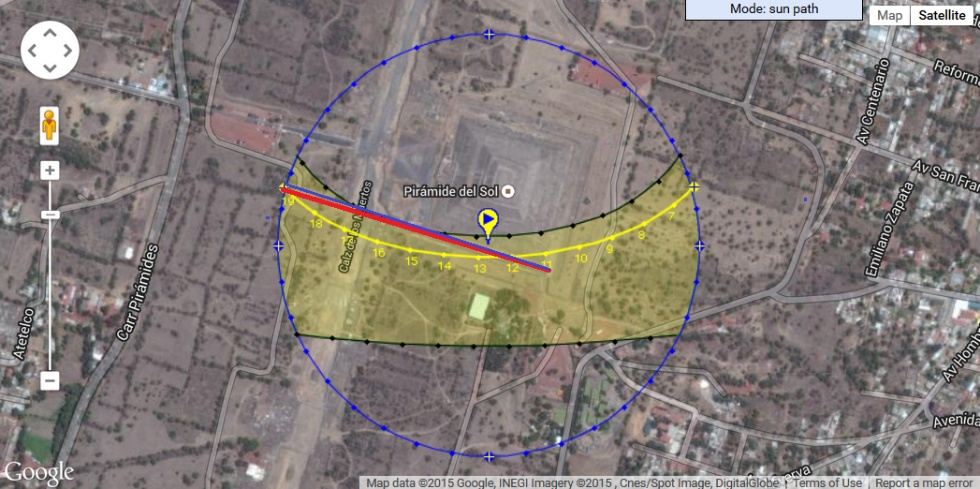 Mode: sun path
Map
Satellite
Reforma
Av Centenario
Av San Fra
Pirámide del Sol
Emiliano Zapata
Carr Pirámides
Atetelco
19
18
16
15
14
13
12
11
10
9
8
7
Av Homb
Avenida
Google
Map data ©2015 Google, INEGI Imagery ©2015 , Cnes/Spot Image, DigitalGlobe
Terms of Use
Report a map error